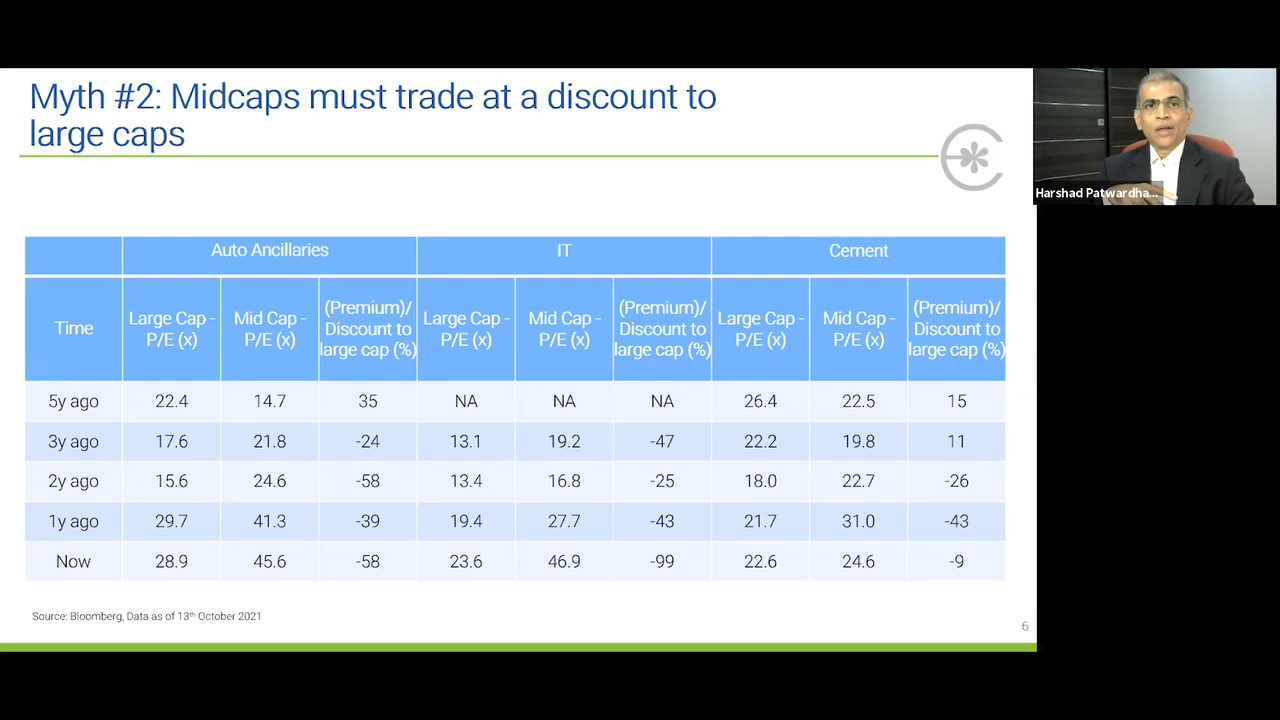 Myth #2: Midcaps must trade at a discount to
large caps
Harshad Patwardha...
Auto Ancillaries IT Cement
Time Large Cap - P/E (x) Mid Cap - P/E (x) (Premium)/ Discount to large cap (%) Large Cap - P/E (x) Mid Cap - P/E (x) (Premium)/ Discount to large cap (%) Large Cap - P/E (x) Mid Cap - P/E (x) (Premium)/ Discount to large cap (%)
5y ago 22.4 14.7 35 NA NA NA 26.4 22.5 15
3y ago 17.6 21.8 -24 13.1 19.2 -47 22.2 19.8 11
2y ago 15.6 24.6 -58 13.4 16.8 -25 18.0 22.7 -26
1y ago 29.7 41.3 -39 19.4 27.7 -43 21.7 31.0 -43
Now 28.9 45.6 -58 23.6 46.9 -99 22.6 24.6 -9
Source: Bloomberg, Data as of 13th October 2021
6